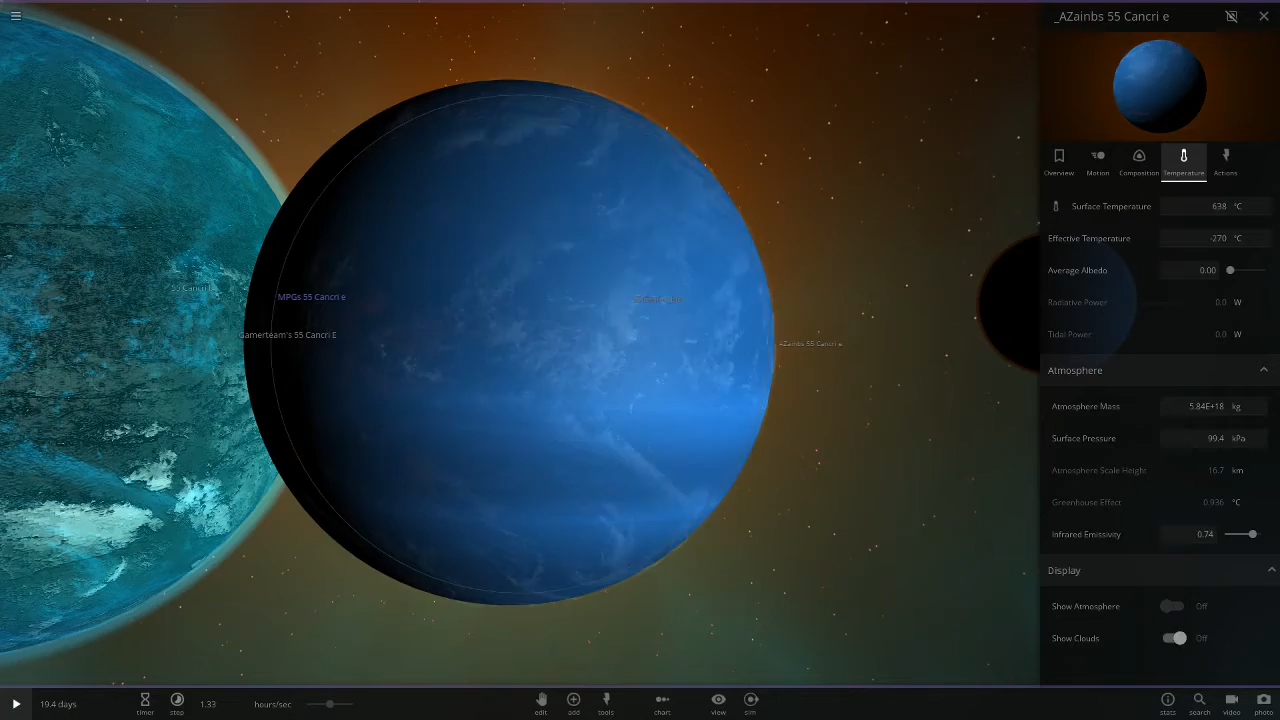 _AZainbs 55 Cancri e
Overview
Motion
Composition
Temperature
Actions
Surface Temperature 638 °C
Effective Temperature -270 °C
Average Albedo 0.00
Radiative Power 0.0 W
Tidal Power 0.0 W
Atmosphere
Atmosphere Mass 5.84E+18 kg
Surface Pressure 99.4 kPa
Atmosphere Scale Height 16.7 km
Greenhouse Effect 0.936 °C
Infrared Emissivity 0.74
Display
Show Atmosphere Off
Show Clouds Off
55 Cancri
MPGs 55 Cancri e
Gamerteam's 55 Cancri E
AZainbs 55 Cancri e
19.4 days
timer
step
1.33 hours/sec
edit
add
tools
chart
view
sim
stats
search
video
photo